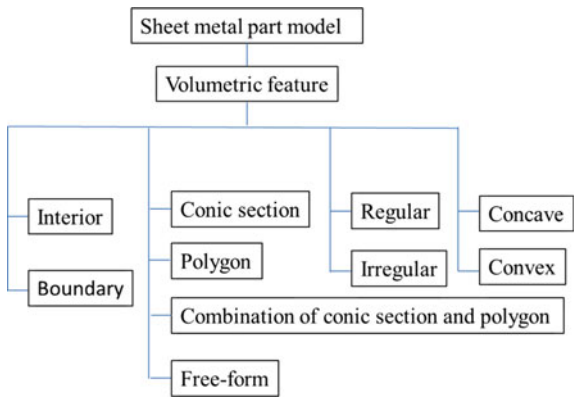 Sheet metal part model
Volumetric feature
Interior
Boundary
Conic section
Polygon
Combination of conic section and polygon
Free-form
Regular
Irregular
Concave
Convex